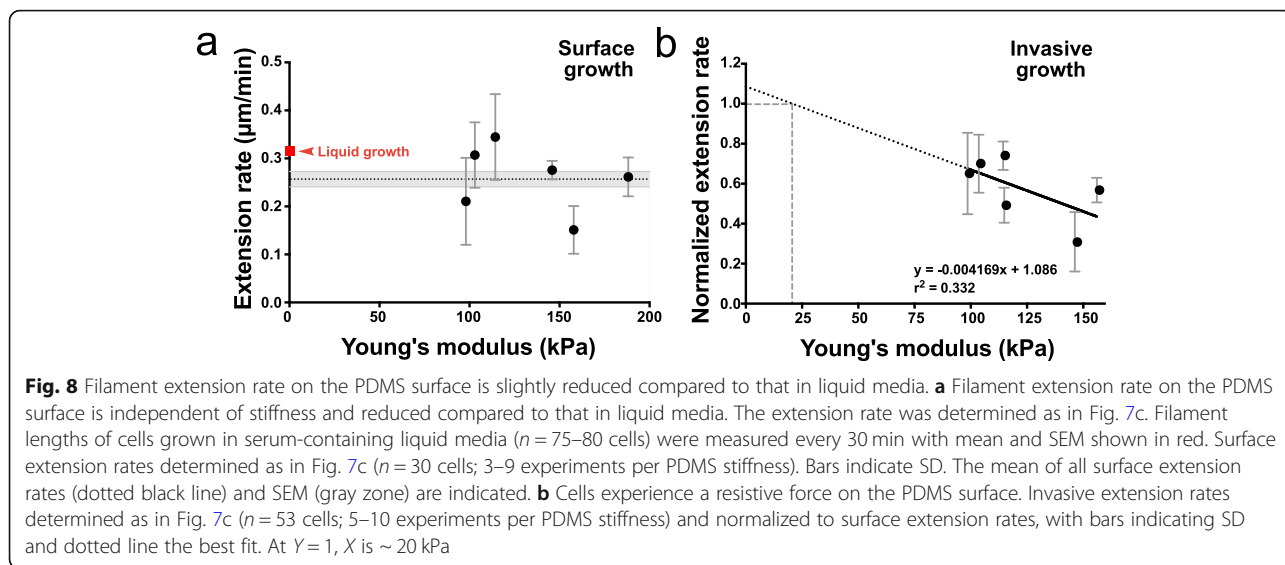 a
Surface
growth
Extension rate (µm/min)
0.5
0.4
0.3
0.2
0.1
0.0
Liquid growth
0
50
100
150
200
Young's modulus (kPa)
b
Invasive
growth
Normalized extension rate
1.2
1.0
0.8
0.6
0.4
0.2
0.0
y = -0.004169x + 1.086
r² = 0.332
0
25
50
75
100
125
150
Young's modulus (kPa)
Fig. 8 Filament extension rate on the PDMS surface is slightly reduced compared to that in liquid media. a Filament extension rate on the PDMS
surface is independent of stiffness and reduced compared to that in liquid media. The extension rate was determined as in Fig. 7c. Filament
lengths of cells grown in serum-containing liquid media (n = 75–80 cells) were measured every 30 min with mean and SEM shown in red. Surface
extension rates determined as in Fig. 7c (n = 30 cells; 3–9 experiments per PDMS stiffness). Bars indicate SD. The mean of all surface extension
rates (dotted black line) and SEM (gray zone) are indicated. b Cells experience a resistive force on the PDMS surface. Invasive extension rates
determined as in Fig. 7c (n = 53 cells; 5–10 experiments per PDMS stiffness) and normalized to surface extension rates, with bars indicating SD
and dotted line the best fit. At Y = 1, X is ~ 20 kPa